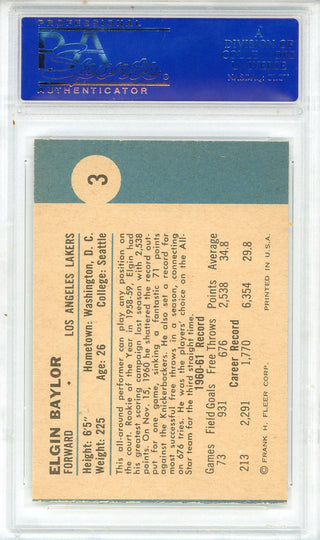 PROFESSIONAL
PSA
AUTHENTICATOR
A
DIVISION OF
NASDAQ: CLCT
3
ELGIN BAYLOR
FORWARD • LOS ANGELES LAKERS
Height: 6'5" Hometown: Washington, D. C.
Weight: 225 Age: 26 College: Seattle
This all-around performer can play any position on
the court. Rookie of the Year in 1958-59, Elgin had
his greatest scoring campaign last season with 2,538
points. On Nov. 15, 1960 he shattered the record out-
put for one game, sinking a fantastic 71 points
against the Knickerbockers. He also set a record for
most successful free throws in a season, connecting
on 676 tries. He was the players' choice on the All-
Star team for the third straight time.
1960-61 Record
Games Field Goals Free Throws Points Average
73 931 676 2,538 34.8
Career Record
213 2,291 1,770 6,354 29.8
© FRANK H. FLEER CORP. PRINTED IN U.S.A.